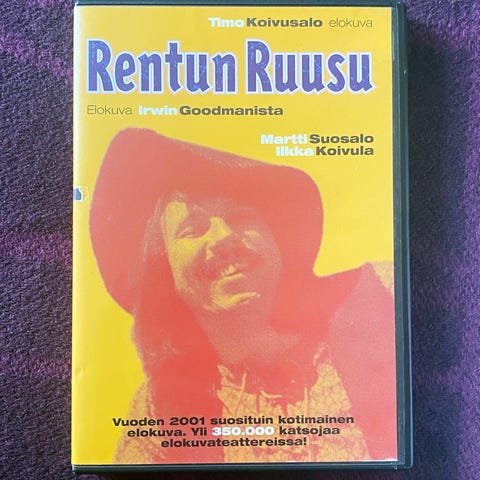 Timo Koivusalo elokuva
Rentun Ruusu
Elokuva Irwin Goodmanista
Martti Suosalo
Ilkka Koivula
Vuoden 2001 suosituin kotimainen
elokuva. Yli 350.000 katsojaa
elokuvateattereissa!